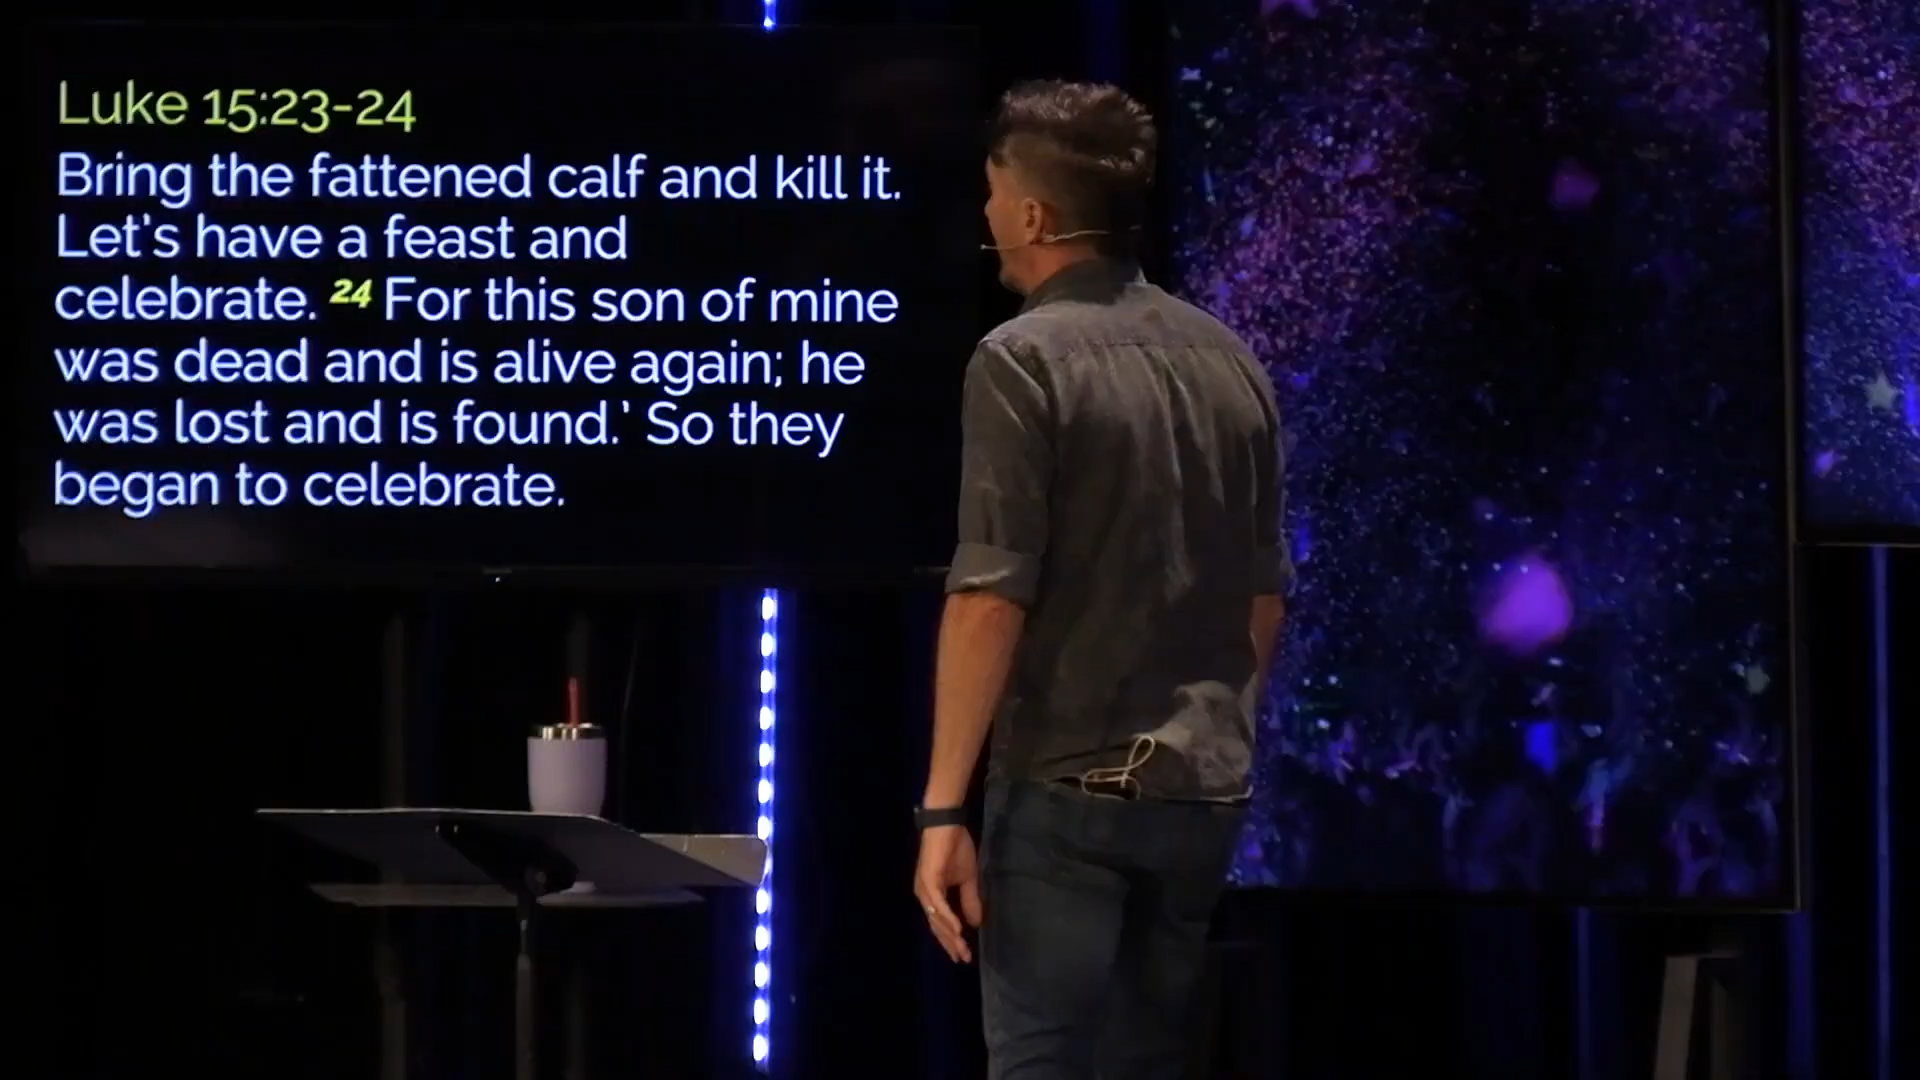 Luke 15:23-24
Bring the fattened calf and kill it.
Let's have a feast and
celebrate. 24 For this son of mine
was dead and is alive again; he
was lost and is found.' So they
began to celebrate.